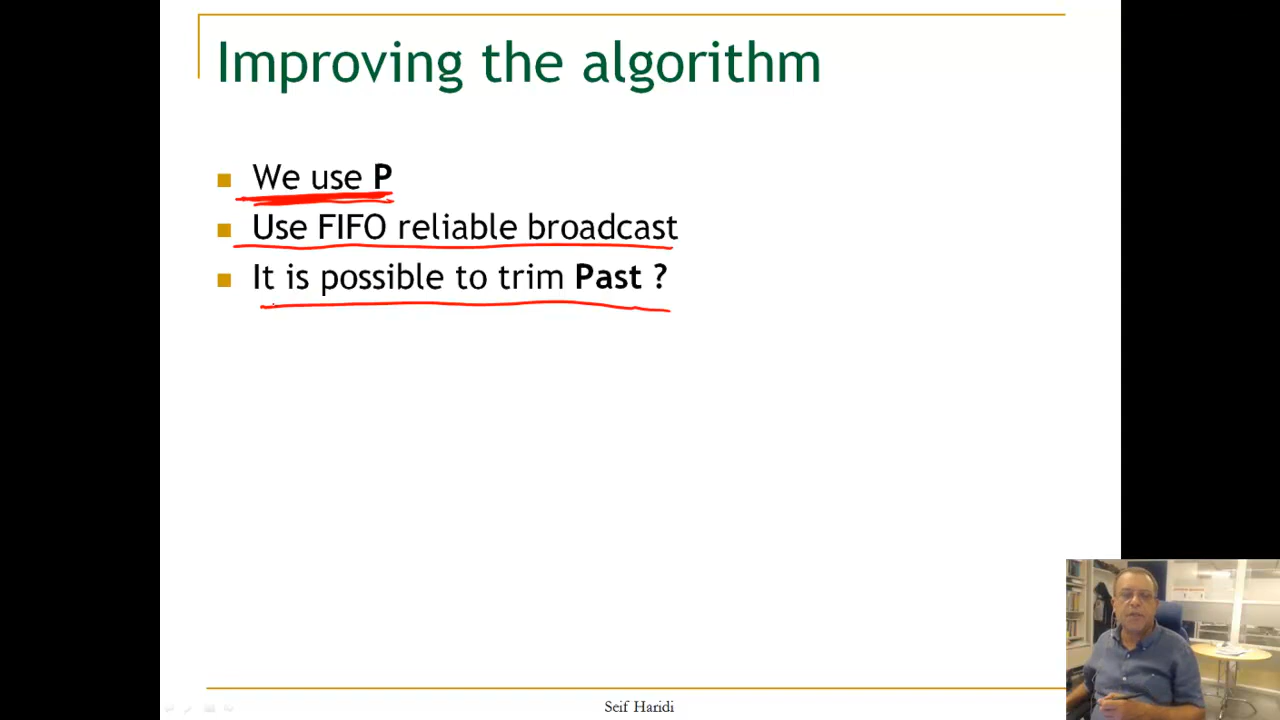 Improving the algorithm
We use P
Use FIFO reliable broadcast
It is possible to trim Past ?
Seif Haridi